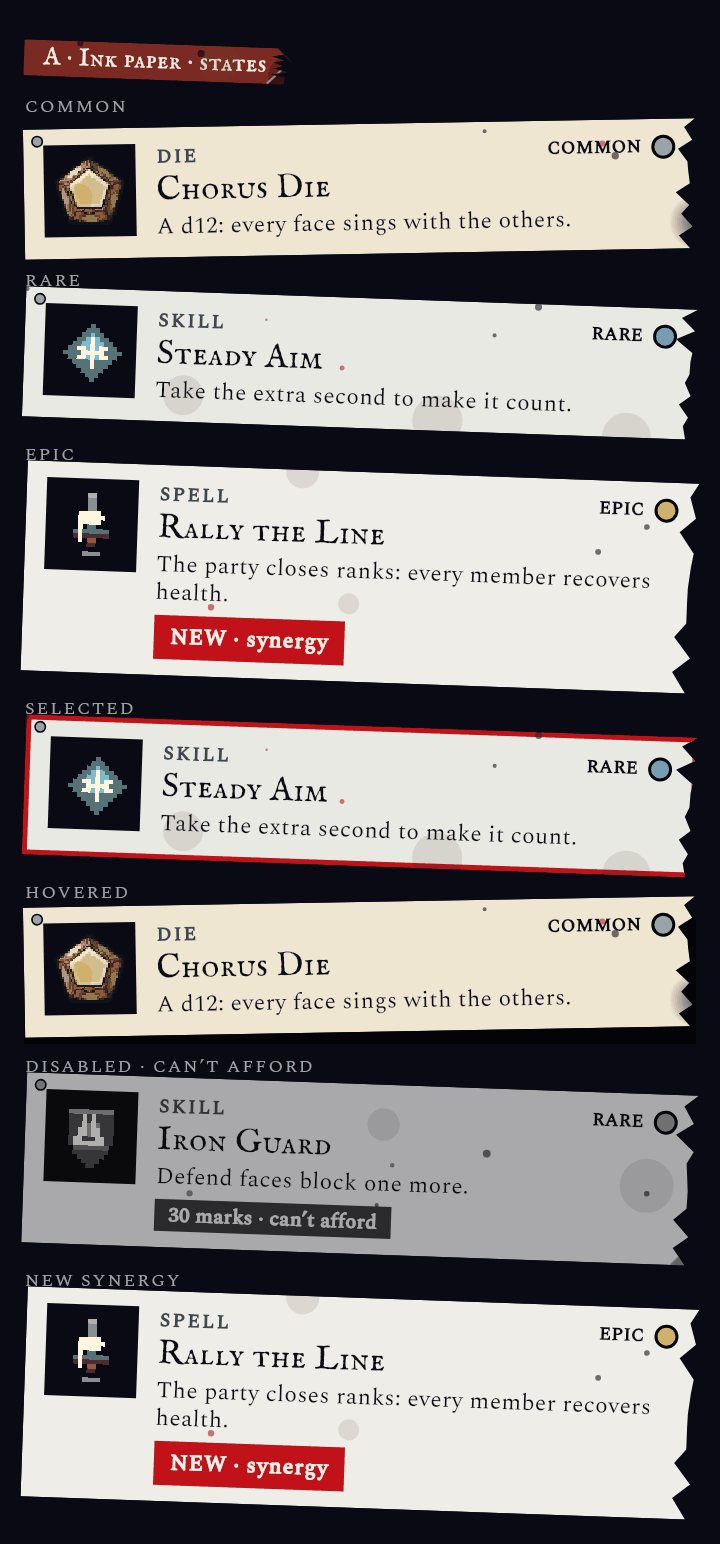 A · Ink paper · states
COMMON
DIE
COMMON
Chorus Die
A d12: every face sings with the others.
RARE
SKILL
RARE
Steady Aim
Take the extra second to make it count.
EPIC
SPELL
EPIC
Rally the Line
The party closes ranks: every member recovers
health.
NEW · synergy
SELECTED
SKILL
RARE
Steady Aim
Take the extra second to make it count.
HOVERED
DIE
COMMON
Chorus Die
A d12: every face sings with the others.
DISABLED · CAN'T AFFORD
SKILL
RARE
Iron Guard
Defend faces block one more.
30 marks · can't afford
NEW SYNERGY
SPELL
EPIC
Rally the Line
The party closes ranks: every member recovers
health.
NEW · synergy